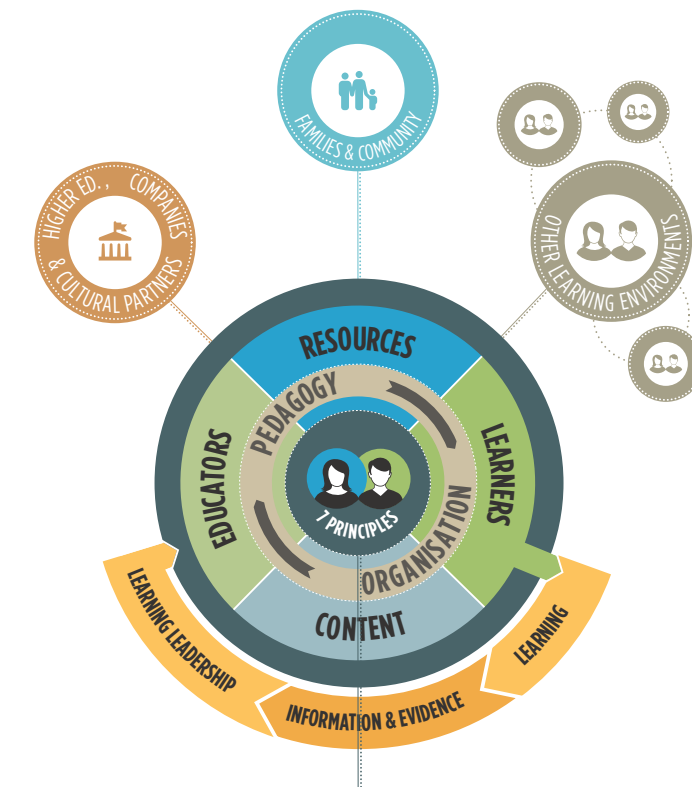 FAMILIES & COMMUNITY
HIGHER ED., COMPANIES
& CULTURAL PARTNERS
OTHER LEARNING ENVIRONMENTS
RESOURCES
PEDAGOGY
EDUCATORS
LEARNERS
7 PRINCIPLES
ORGANISATION
CONTENT
LEARNING LEADERSHIP
INFORMATION & EVIDENCE
LEARNING